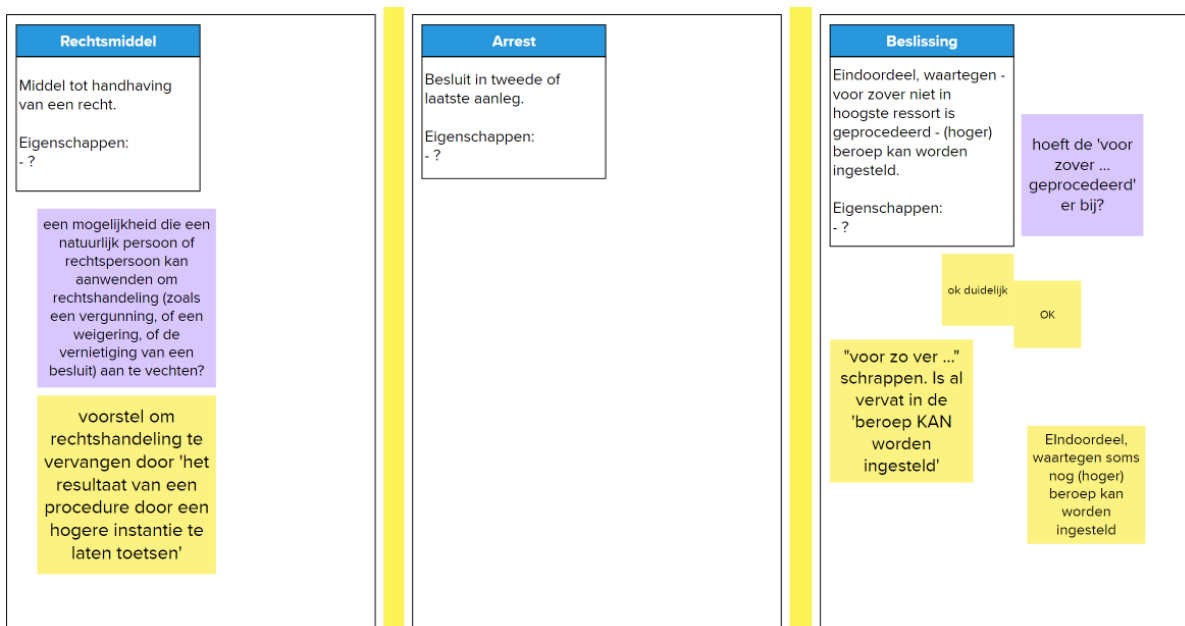 Rechtsmiddel
Middel tot handhaving
van een recht.
Eigenschappen:
- ?
een mogelijkheid die een
natuurlijk persoon of
rechtspersoon kan
aanwenden om
rechtshandeling (zoals
een vergunning, of een
weigering, of de
vernietiging van een
besluit) aan te vechten?
voorstel om
rechtshandeling te
vervangen door 'het
resultaat van een
procedure door een
hogere instantie te
laten toetsen'
Arrest
Besluit in tweede of
laatste aanleg.
Eigenschappen:
- ?
Beslissing
Eindoordeel, waartegen -
voor zover niet in
hoogste ressort is
geprocedeerd - (hoger)
beroep kan worden
ingesteld.
Eigenschappen:
- ?
hoeft de 'voor
zover ...
geprocedeerd'
er bij?
ok duidelijk
OK
"voor zo ver ..."
schrappen. Is al
vervat in de
'beroep KAN
worden
ingesteld'
EIndoordeel,
waartegen soms
nog (hoger)
beroep kan
worden
ingesteld